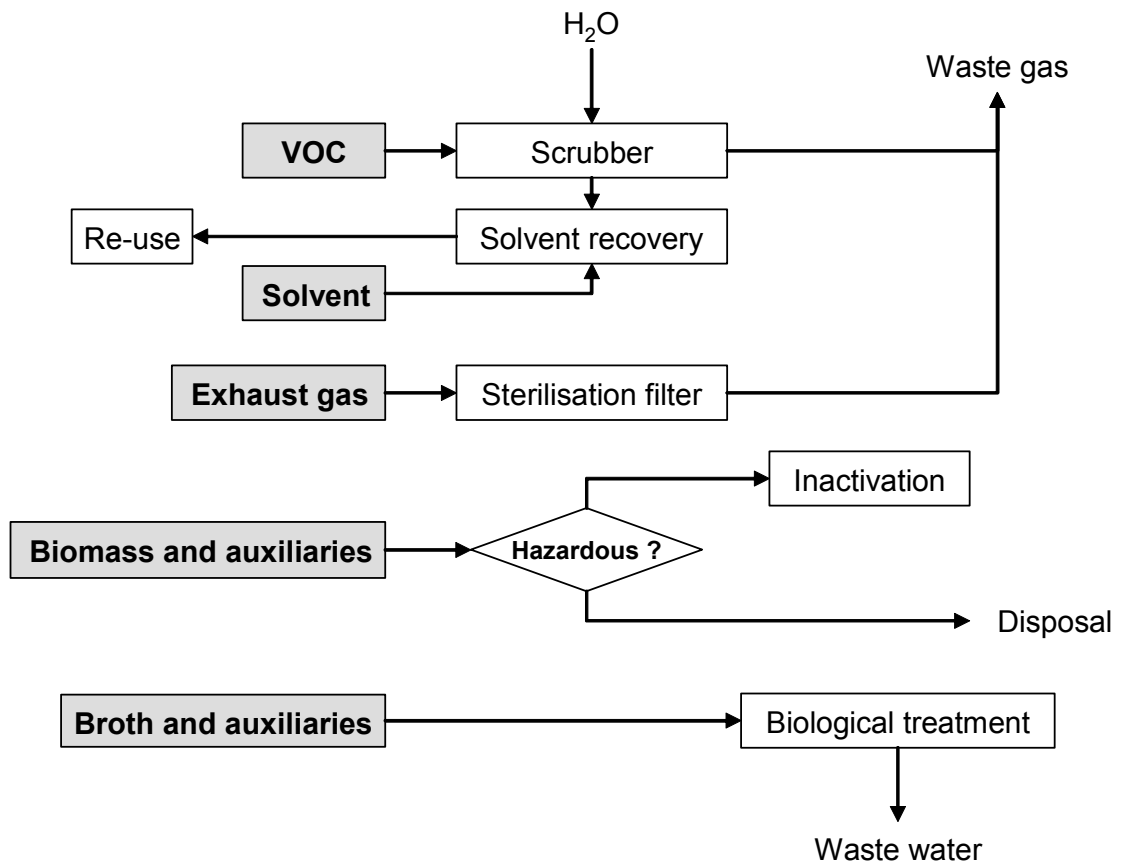 H₂O
Waste gas
VOC
Scrubber
Re-use
Solvent recovery
Solvent
Exhaust gas
Sterilisation filter
Inactivation
Biomass and auxiliaries
Hazardous ?
Disposal
Broth and auxiliaries
Biological treatment
Waste water